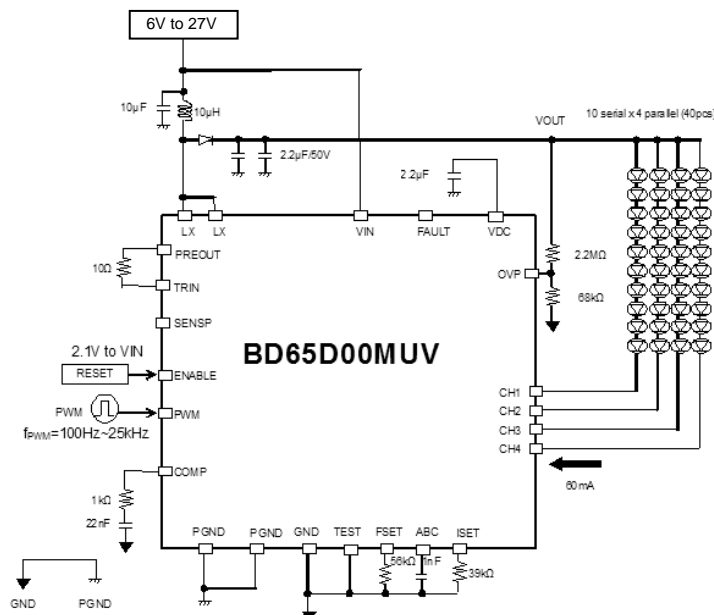 6V to 27V
10µF
10µH
2.2µF/50V
2.2µF
VOUT
10 serial x 4 parallel (40pcs)
LX
LX
VIN
FAULT
VDC
PREOUT
10Ω
TRIN
SENSP
OVP
2.2MΩ
68kΩ
BD65D00MUV
2.1V to VIN
RESET
ENABLE
PWM
PWM
fPWM=100Hz~25kHz
CH1
CH2
CH3
CH4
60mA
COMP
1kΩ
22nF
PGND
PGND
GND
TEST
FSET
ABC
ISET
56kΩ
1nF
39kΩ
GND
PGND